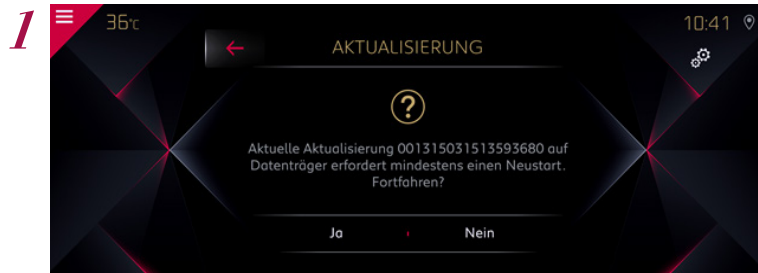 1
36°C
10:41
AKTUALISIERUNG
?
Aktuelle Aktualisierung 001315031513593680 auf
Datenträger erfordert mindestens einen Neustart.
Fortfahren?
Ja
Nein